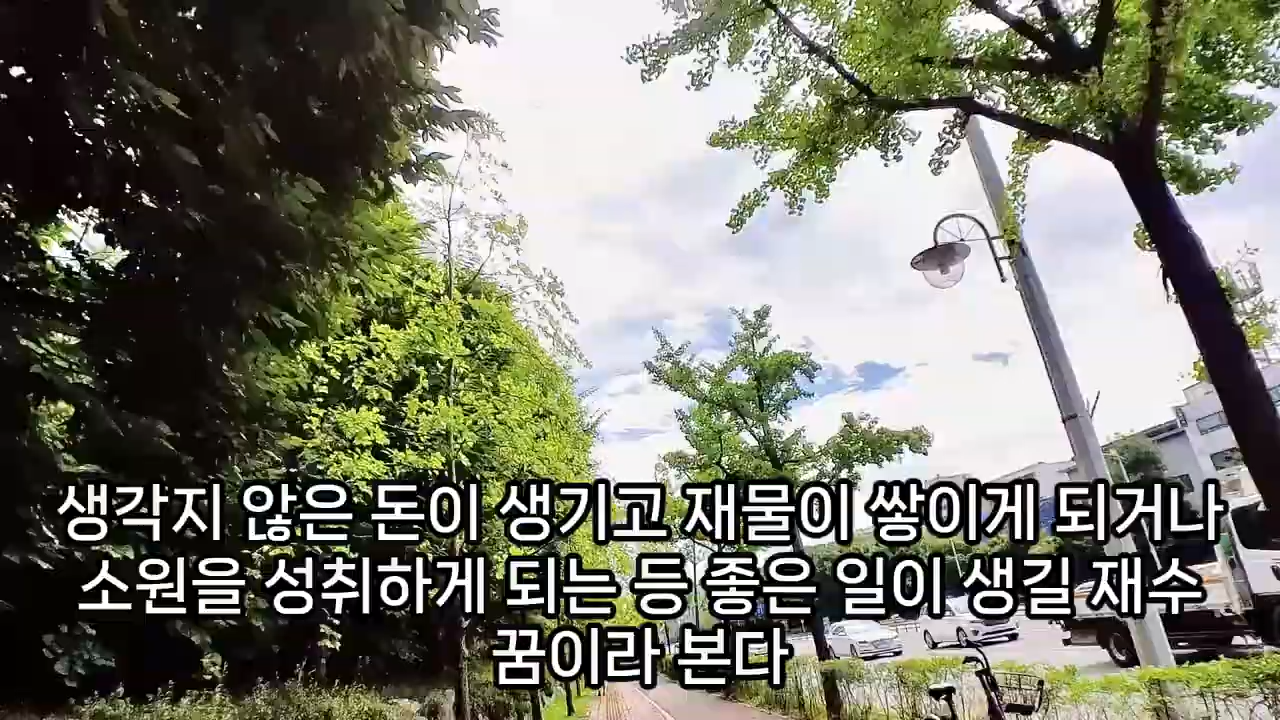 생각지 않은 돈이 생기고 재물이 쌓이게 되거나
소원을 성취하게 되는 등 좋은 일이 생길 재수
꿈이라 본다